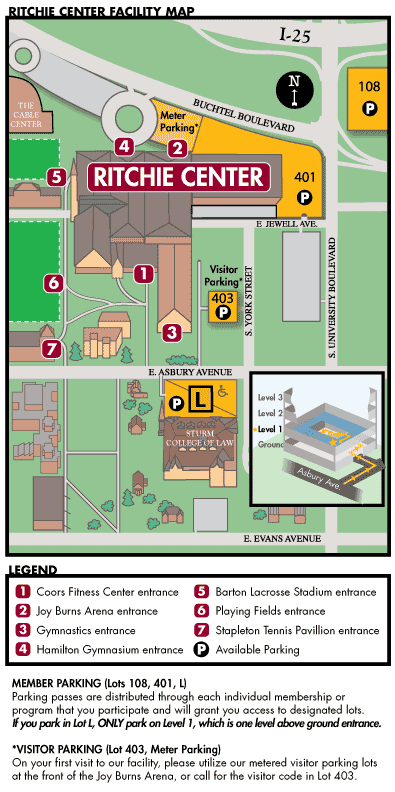 RITCHIE CENTER FACILITY MAP
I-25
N
108
P
THE
CABLE
CENTER
BUCHTEL BOULEVARD
Meter
Parking*
4
2
5
RITCHIE CENTER
401
P
E JEWELL AVE.
1
Visitor
Parking*
403
P
6
3
7
S. YORK STREET
S. UNIVERSITY BOULEVARD
E. ASBURY AVENUE
P L
STURM
COLLEGE OF LAW
Level 3
Level 2
Level 1
Ground
Asbury Ave.
E. EVANS AVENUE
LEGEND
1 Coors Fitness Center entrance
2 Joy Burns Arena entrance
3 Gymnastics entrance
4 Hamilton Gymnasium entrance
5 Barton Lacrosse Stadium entrance
6 Playing Fields entrance
7 Stapleton Tennis Pavillion entrance
P Available Parking
MEMBER PARKING (Lots 108, 401, L)
Parking passes are distributed through each individual membership or
program that you participate and will grant you access to designated lots.
If you park in Lot L, ONLY park on Level 1, which is one level above ground entrance.
*VISITOR PARKING (Lot 403, Meter Parking)
On your first visit to our facility, please utilize our metered visitor parking lots
at the front of the Joy Burns Arena, or call for the visitor code in Lot 403.